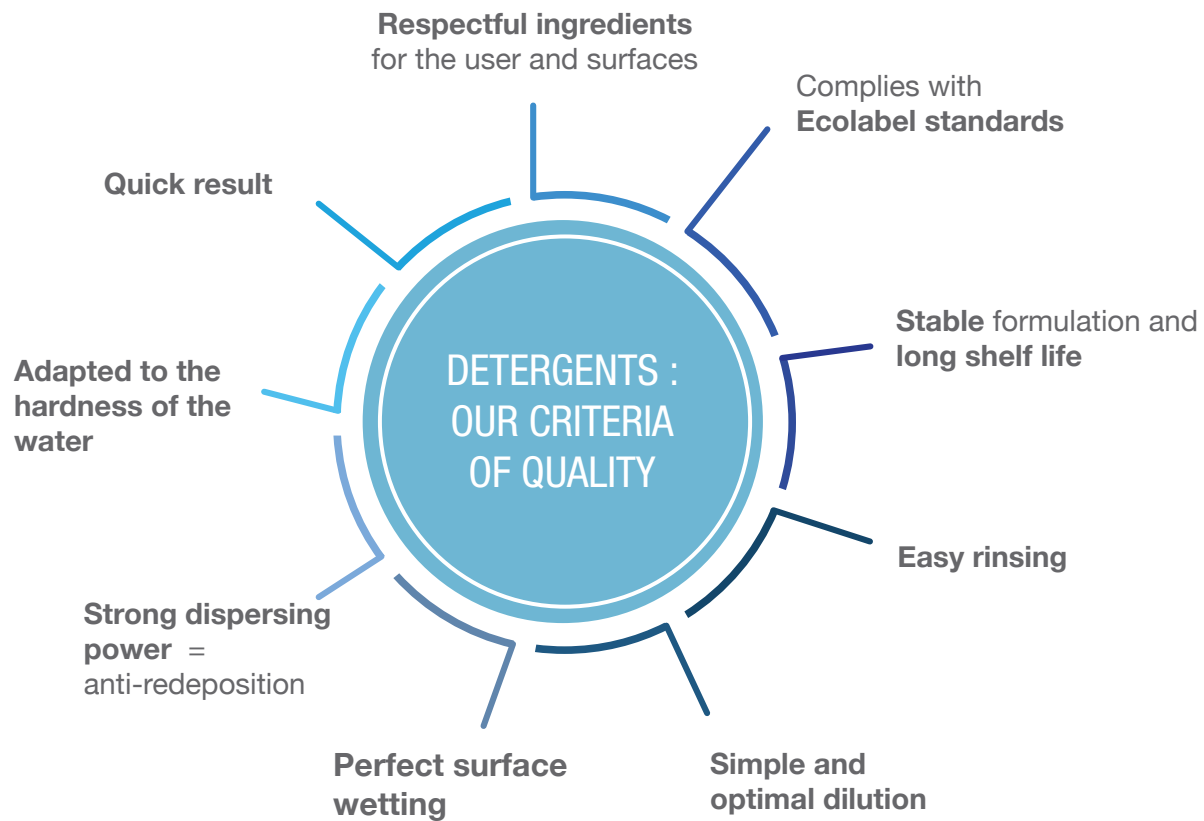 Respectful ingredients
for the user and surfaces
Complies with
Ecolabel standards
Quick result
Stable formulation and
long shelf life
DETERGENTS :
OUR CRITERIA
OF QUALITY
Adapted to the
hardness of the
water
Easy rinsing
Strong dispersing
power =
anti-redeposition
Perfect surface
wetting
Simple and
optimal dilution